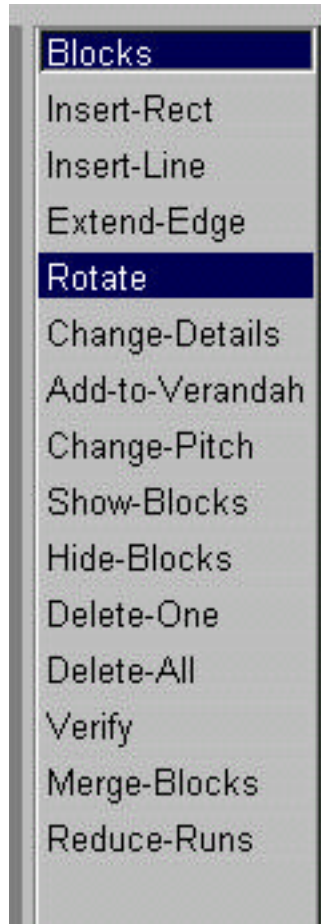 Blocks
Insert-Rect
Insert-Line
Extend-Edge
Rotate
Change-Details
Add-to-Verandah
Change-Pitch
Show-Blocks
Hide-Blocks
Delete-One
Delete-All
Verify
Merge-Blocks
Reduce-Runs